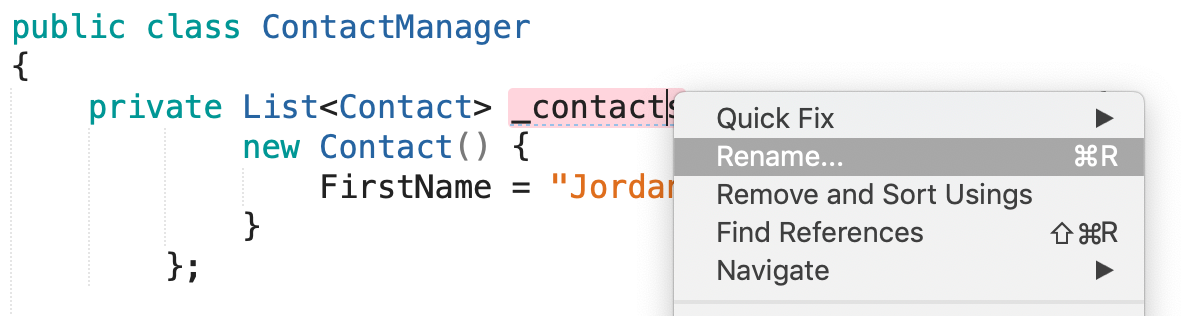 public class ContactManager
{
private List<Contact> _contacts
new Contact() {
FirstName = "Jordan
}
};
Quick Fix ▶
Rename... ⌘R
Remove and Sort Usings
Find References ⇧⌘R
Navigate ▶